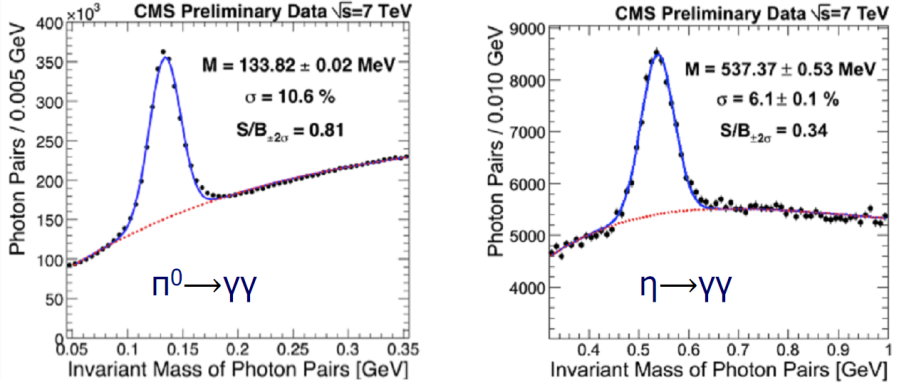 CMS Preliminary Data √s=7 TeV
×10³
400
350
300
250
200
150
100
50
0
Photon Pairs / 0.005 GeV
M = 133.82 ± 0.02 MeV
σ = 10.6 %
S/B±2σ = 0.81
π⁰⟶γγ
0.05 0.1 0.15 0.2 0.25 0.3 0.35
Invariant Mass of Photon Pairs [GeV]
CMS Preliminary Data √s=7 TeV
9000
8000
7000
6000
5000
4000
Photon Pairs / 0.010 GeV
M = 537.37 ± 0.53 MeV
σ = 6.1 ± 0.1 %
S/B±2σ = 0.34
η⟶γγ
0.4 0.5 0.6 0.7 0.8 0.9 1
Invariant Mass of Photon Pairs [GeV]